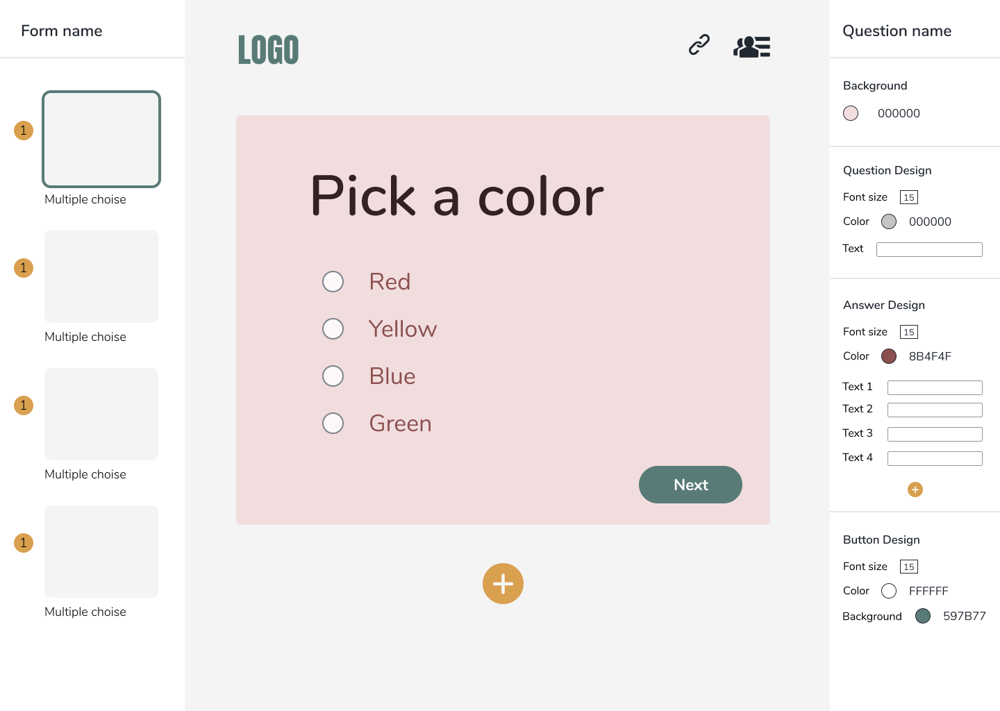 Form name
1
Multiple choise
1
Multiple choise
1
Multiple choise
1
Multiple choise
LOGO
Pick a color
Red
Yellow
Blue
Green
Next
Question name
Background
000000
Question Design
Font size 15
Color 000000
Text
Answer Design
Font size 15
Color 8B4F4F
Text 1
Text 2
Text 3
Text 4
Button Design
Font size 15
Color FFFFFF
Background 597B77